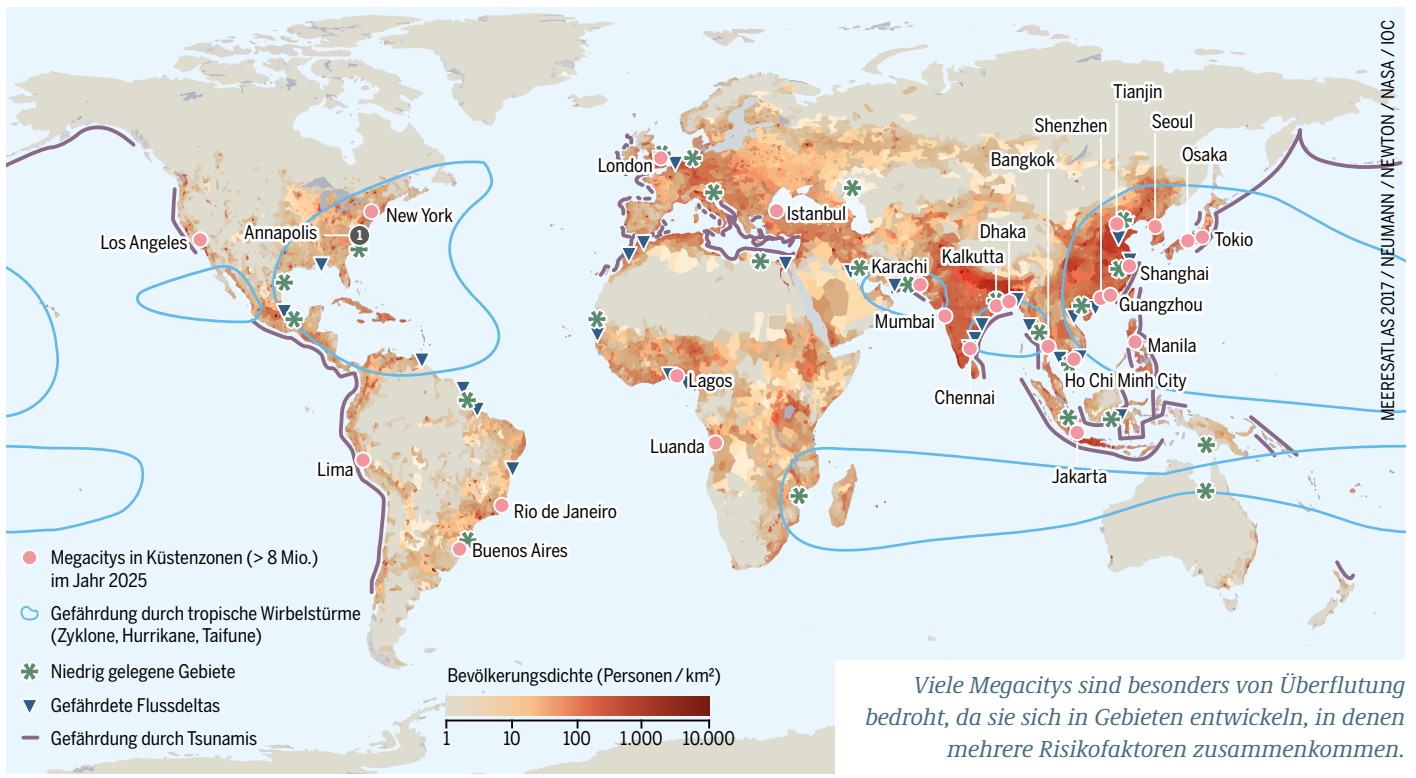 Tianjin
Shenzhen
Seoul
Bangkok
Osaka
London
New York
Istanbul
Annapolis
1
Los Angeles
Dhaka
Tokio
Kalkutta
Karachi
Shanghai
Guangzhou
Mumbai
Manila
Lagos
Ho Chi Minh City
Chennai
Luanda
Lima
Jakarta
Rio de Janeiro
Buenos Aires
MEERESATLAS 2017 / NEUMANN / NEWTON / NASA / IOC
Megacitys in Küstenzonen (> 8 Mio.)
im Jahr 2025
Gefährdung durch tropische Wirbelstürme
(Zyklone, Hurrikane, Taifune)
Niedrig gelegene Gebiete
Gefährdete Flussdeltas
Gefährdung durch Tsunamis
Bevölkerungsdichte (Personen / km²)
1 10 100 1.000 10.000
Viele Megacitys sind besonders von Überflutung
bedroht, da sie sich in Gebieten entwickeln, in denen
mehrere Risikofaktoren zusammenkommen.